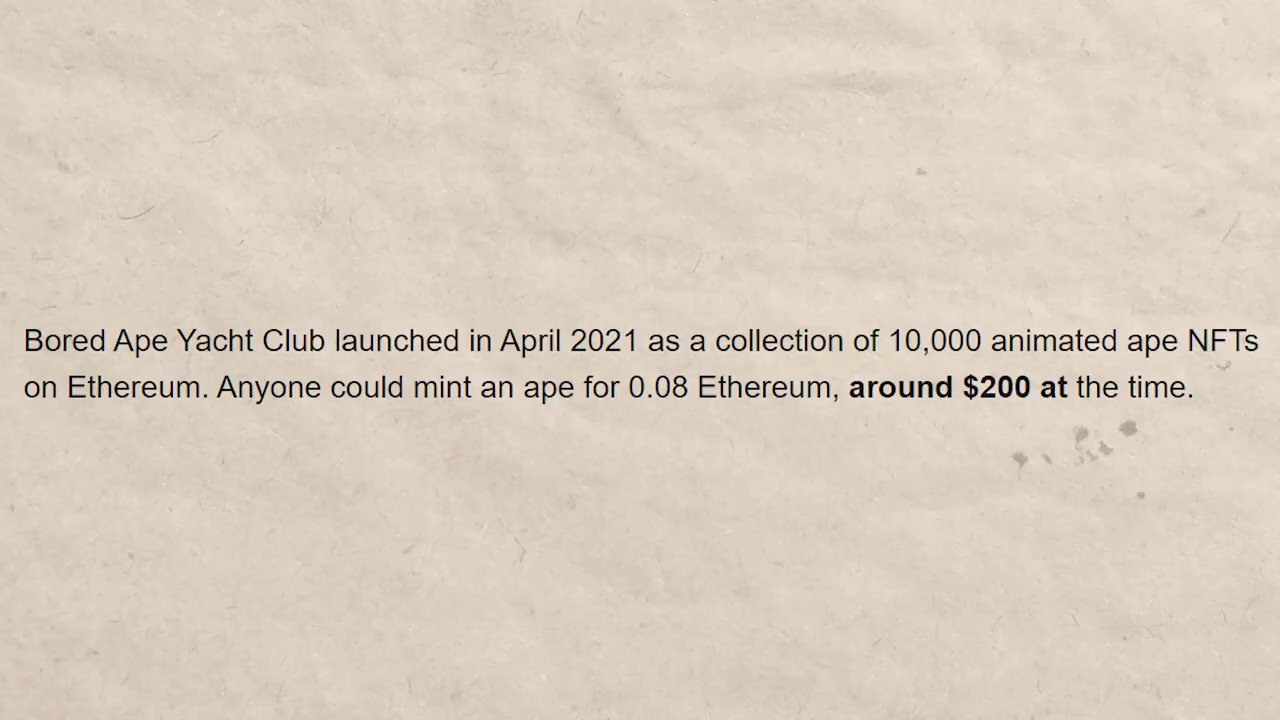 Bored Ape Yacht Club launched in April 2021 as a collection of 10,000 animated ape NFTs
on Ethereum. Anyone could mint an ape for 0.08 Ethereum, around $200 at the time.